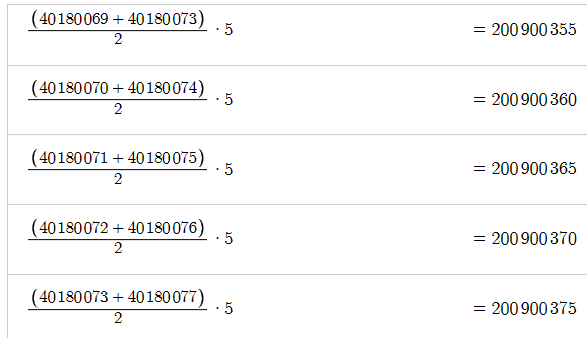 (40180069 + 40180073) / 2 · 5 = 200900355
(40180070 + 40180074) / 2 · 5 = 200900360
(40180071 + 40180075) / 2 · 5 = 200900365
(40180072 + 40180076) / 2 · 5 = 200900370
(40180073 + 40180077) / 2 · 5 = 200900375